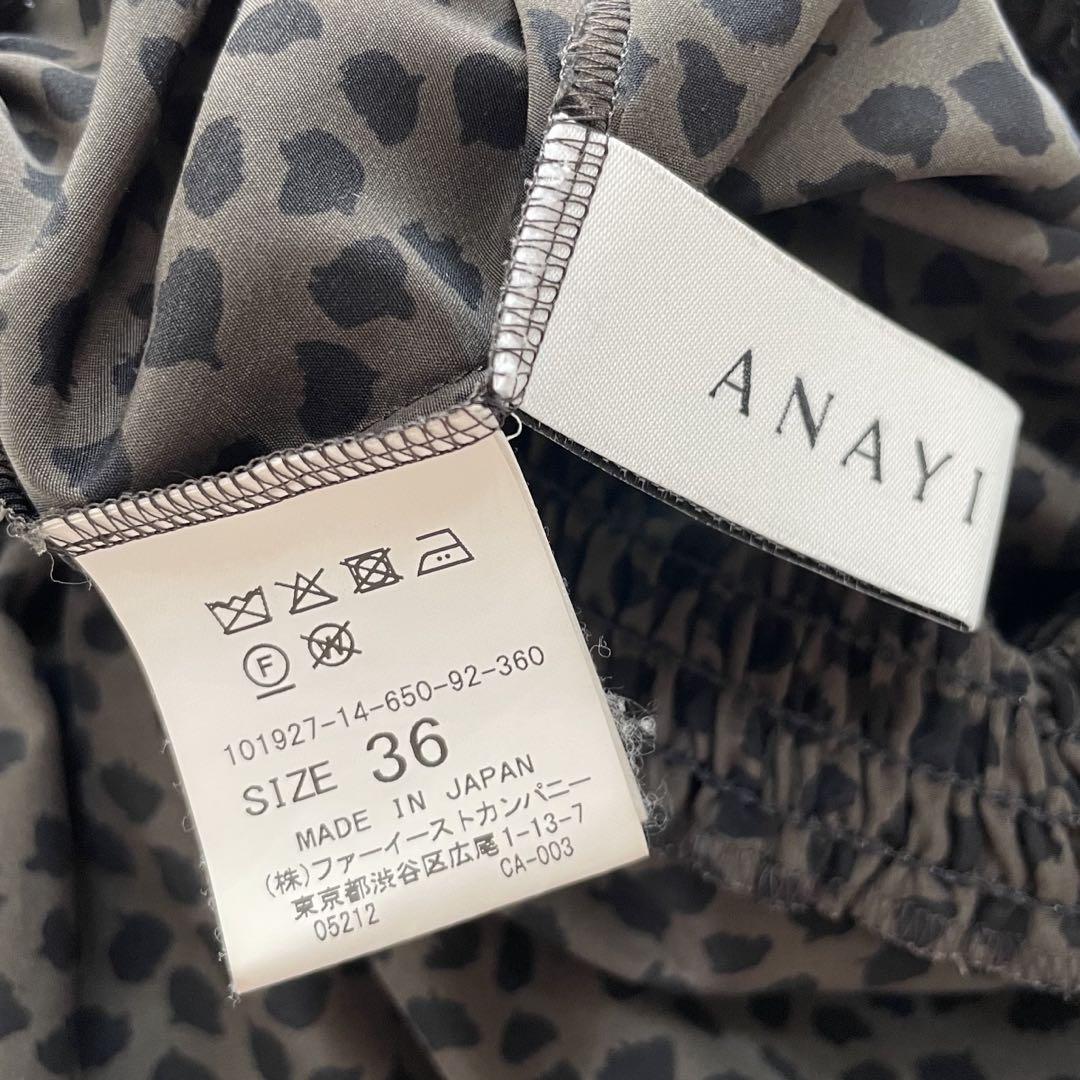 ANAYI
F
W
101927-14-650-92-360
SIZE 36
MADE IN JAPAN
(株)ファーイーストカンパニー
東京都渋谷区広尾1-13-7
05212 CA-003